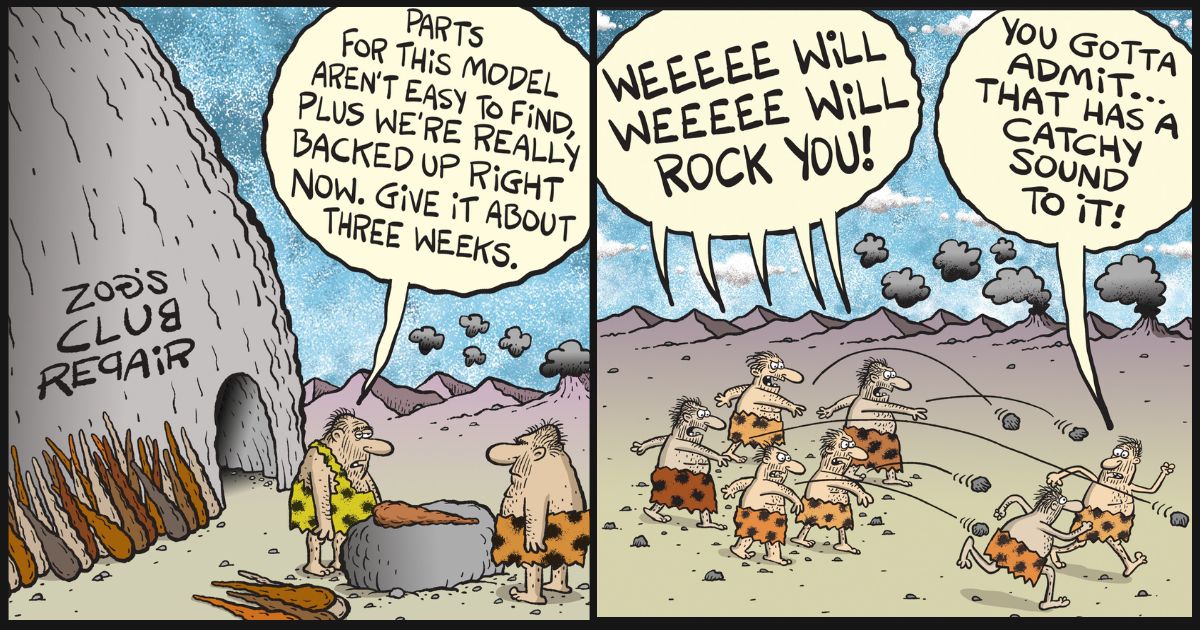 PARTS
FOR THiS MODEL
AREN'T EASY TO FiND,
PLUS WE'RE REALLY
BACKED UP RiGHT
NOW. GiVE iT ABOUT
THREE WEEKS.
ZOG'S
CLUB
REPAiR
WEEEEE WiLL
WEEEEE WiLL
ROCK YOU!
YOU GOTTA
ADMiT...
THAT HAS A
CATCHY
SOUND
TO iT!